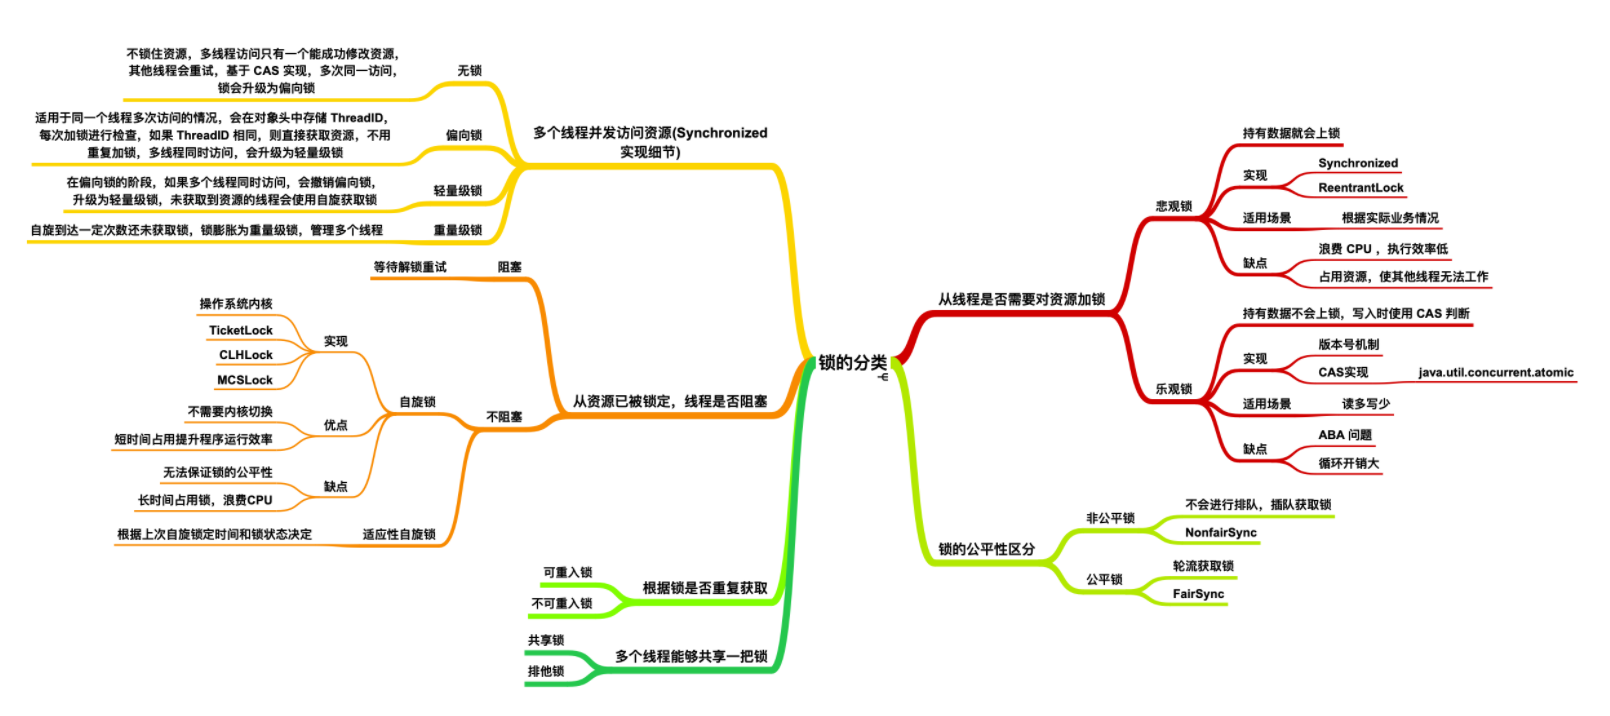 锁的分类
多个线程并发访问资源(Synchronized
实现细节)
无锁
不锁住资源，多线程访问只有一个能成功修改资源，
其他线程会重试，基于 CAS 实现，多次同一访问，
锁会升级为偏向锁
偏向锁
适用于同一个线程多次访问的情况，会在对象头中存储 ThreadID，
每次加锁进行检查，如果 ThreadID 相同，则直接获取资源，不用
重复加锁，多线程同时访问，会升级为轻量级锁
轻量级锁
在偏向锁的阶段，如果多个线程同时访问，会撤销偏向锁，
升级为轻量级锁，未获取到资源的线程会使用自旋获取锁
重量级锁
自旋到达一定次数还未获取锁，锁膨胀为重量级锁，管理多个线程
从资源已被锁定，线程是否阻塞
阻塞
等待解锁重试
不阻塞
自旋锁
实现
操作系统内核
TicketLock
CLHLock
MCSLock
优点
不需要内核切换
短时间占用提升程序运行效率
缺点
无法保证锁的公平性
长时间占用锁，浪费CPU
适应性自旋锁
根据上次自旋锁定时间和锁状态决定
根据锁是否重复获取
可重入锁
不可重入锁
多个线程能够共享一把锁
共享锁
排他锁
从线程是否需要对资源加锁
悲观锁
持有数据就会上锁
实现
Synchronized
ReentrantLock
适用场景
根据实际业务情况
缺点
浪费 CPU ，执行效率低
占用资源，使其他线程无法工作
乐观锁
持有数据不会上锁，写入时使用 CAS 判断
实现
版本号机制
CAS实现
java.util.concurrent.atomic
适用场景
读多写少
缺点
ABA 问题
循环开销大
锁的公平性区分
非公平锁
不会进行排队，插队获取锁
NonfairSync
公平锁
轮流获取锁
FairSync